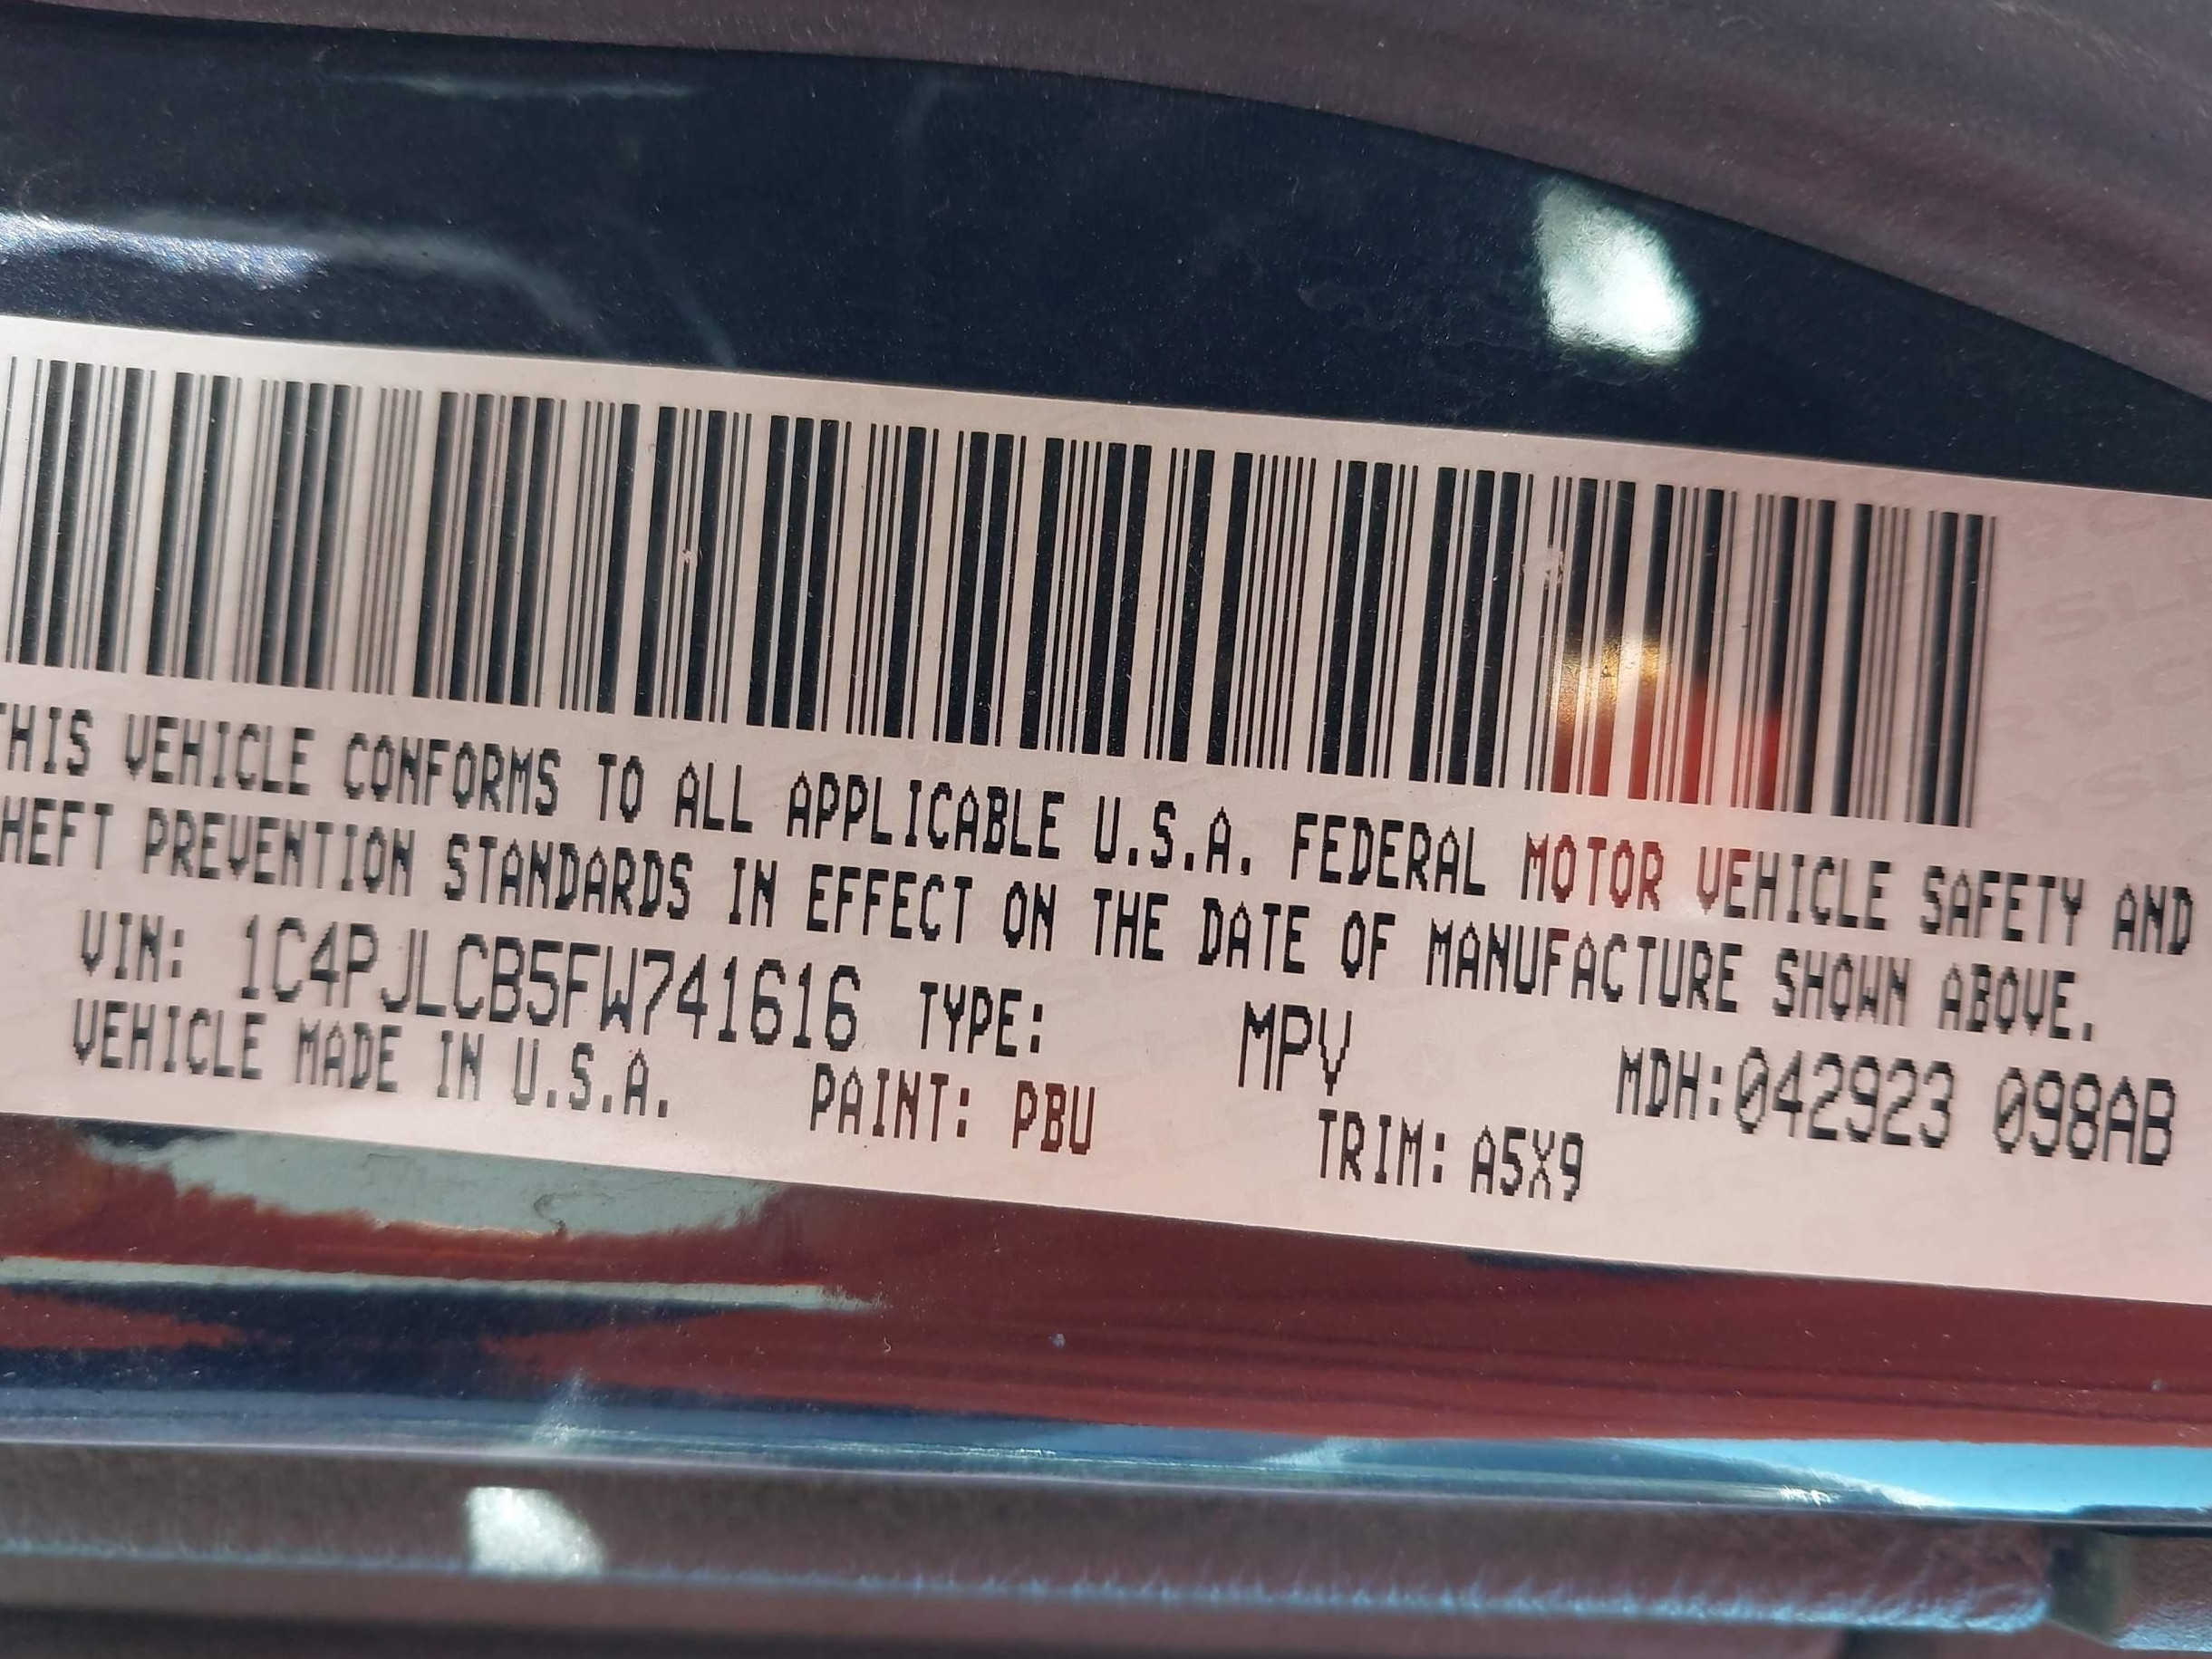 THIS VEHICLE CONFORMS TO ALL APPLICABLE U.S.A. FEDERAL MOTOR VEHICLE SAFETY AND
THEFT PREVENTION STANDARDS IN EFFECT ON THE DATE OF MANUFACTURE SHOWN ABOVE.
VIN: 1C4PJLCB5FW741616 TYPE: MPV MDH:042923 098AB
VEHICLE MADE IN U.S.A. PAINT: PBU TRIM: A5X9